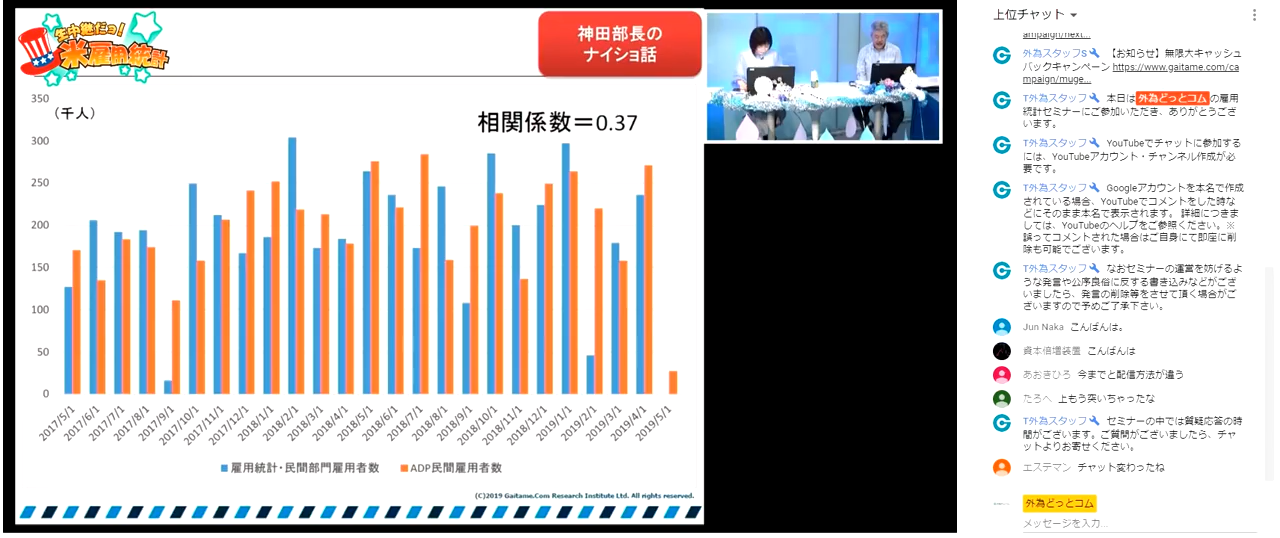 生中継だっ!
米雇用統計
神田部長の
ナイショ話
350
(千人)
相関係数＝0.37
300
250
200
150
100
50
0
2017/5/1
2017/6/1
2017/7/1
2017/8/1
2017/9/1
2017/10/1
2017/11/1
2017/12/1
2018/1/1
2018/2/1
2018/3/1
2018/4/1
2018/5/1
2018/6/1
2018/7/1
2018/8/1
2018/9/1
2018/10/1
2018/11/1
2018/12/1
2019/1/1
2019/2/1
2019/3/1
2019/4/1
2019/5/1
雇用統計・民間部門雇用者数
ADP民間雇用者数
(C)2019 Gaitame.Com Research Institute Ltd. All rights reserved.
上位チャット
ampaign/next...
外為スタッフS 【お知らせ】無限大キャッシュ
バックキャンペーン https://www.gaitame.com/ca
mpaign/muge...
T外為スタッフ 本日は外為どっとコムの雇用
統計セミナーにご参加いただき、ありがとうござ
います。
T外為スタッフ YouTubeでチャットに参加する
には、YouTubeアカウント・チャンネル作成が必
要です。
T外為スタッフ Googleアカウントを本名で作成
されている場合、YouTubeでコメントをした時な
どにそのまま本名で表示されます。 詳細につきま
しては、YouTubeのヘルプをご参照ください。※
誤ってコメントされた場合はご自身にて即座に削
除も可能でございます。
T外為スタッフ なおセミナーの運営を妨げるよ
うな発言や公序良俗に反する書き込みなどがござ
いましたら、発言の削除等をさせて頂く場合がご
ざいますので予めご了承下さい。
Jun Naka こんばんは。
資本倍増装置 こんばんは
あおきひろ 今までと配信方法が違う
たろへ 上もう突いちゃったな
T外為スタッフ セミナーの中では質疑応答の時
間がございます。ご質問がございましたら、チャ
ットよりお寄せください。
エステマン チャット変わったね
外為どっとコム
メッセージを入力...